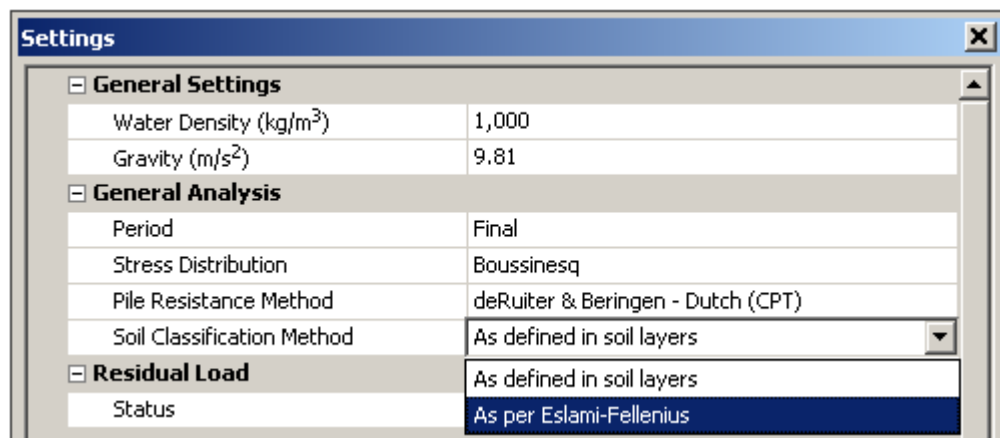 Settings
General Settings
Water Density (kg/m³) 1,000
Gravity (m/s²) 9.81
General Analysis
Period Final
Stress Distribution Boussinesq
Pile Resistance Method deRuiter & Beringen - Dutch (CPT)
Soil Classification Method As defined in soil layers
Residual Load As defined in soil layers
Status As per Eslami-Fellenius